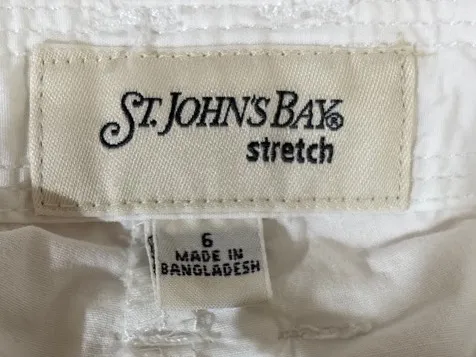 ST. JOHN'S BAY®
stretch
6
MADE IN
BANGLADESH